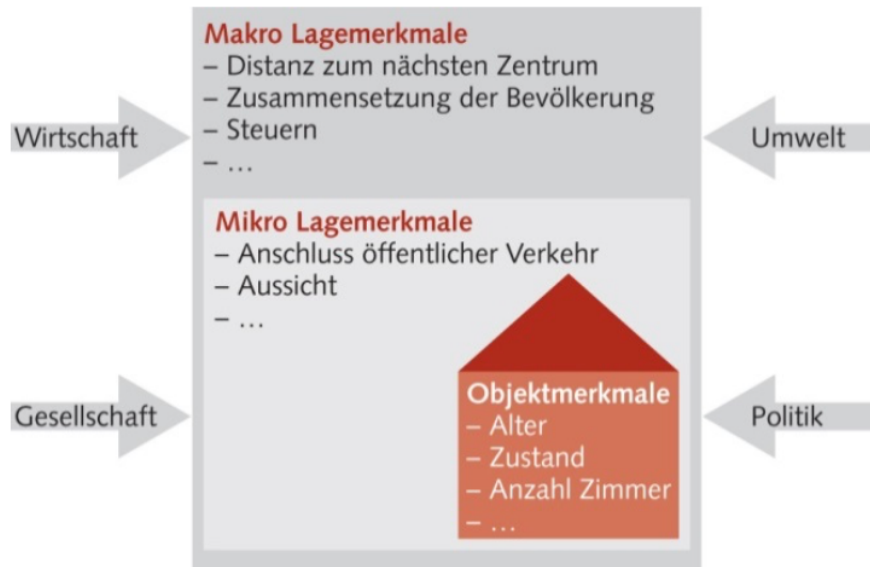 Makro Lagemerkmale
– Distanz zum nächsten Zentrum
– Zusammensetzung der Bevölkerung
– Steuern
– ...
Wirtschaft
Umwelt
Mikro Lagemerkmale
– Anschluss öffentlicher Verkehr
– Aussicht
– ...
Gesellschaft
Politik
Objektmerkmale
– Alter
– Zustand
– Anzahl Zimmer
– ...